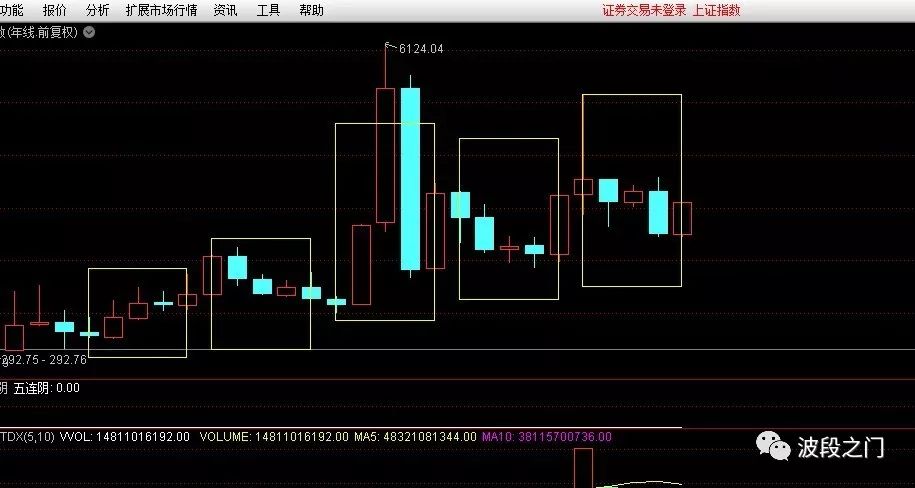 功能 报价 分析 扩展市场行情 资讯 工具 帮助 证券交易未登录 上证指数
数(年线.前复权)
6124.04
292.75 - 292.76
阴 五连阴: 0.00
TDX(5,10) VVOL: 14811016192.00 VOLUME: 14811016192.00 MA5: 48321081344.00 MA10: 38115700736.00
波段之门